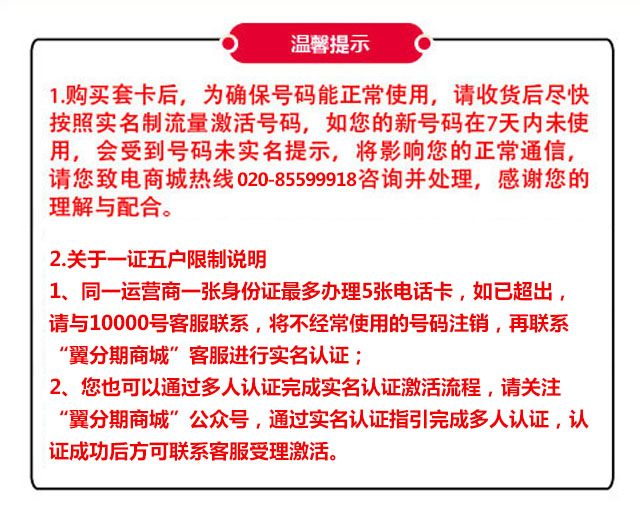 温馨提示
1.购买套卡后，为确保号码能正常使用，请收货后尽快
按照实名制流量激活号码，如您的新号码在7天内未使
用，会受到号码未实名提示，将影响您的正常通信，
请您致电商城热线020-85599918咨询并处理，感谢您的
理解与配合。
2.关于一证五户限制说明
1、同一运营商一张身份证最多办理5张电话卡，如已超出，
请与10000号客服联系，将不经常使用的号码注销，再联系
“翼分期商城”客服进行实名认证；
2、您也可以通过多人认证完成实名认证激活流程，请关注
“翼分期商城”公众号，通过实名认证指引完成多人认证，认
证成功后方可联系客服受理激活。